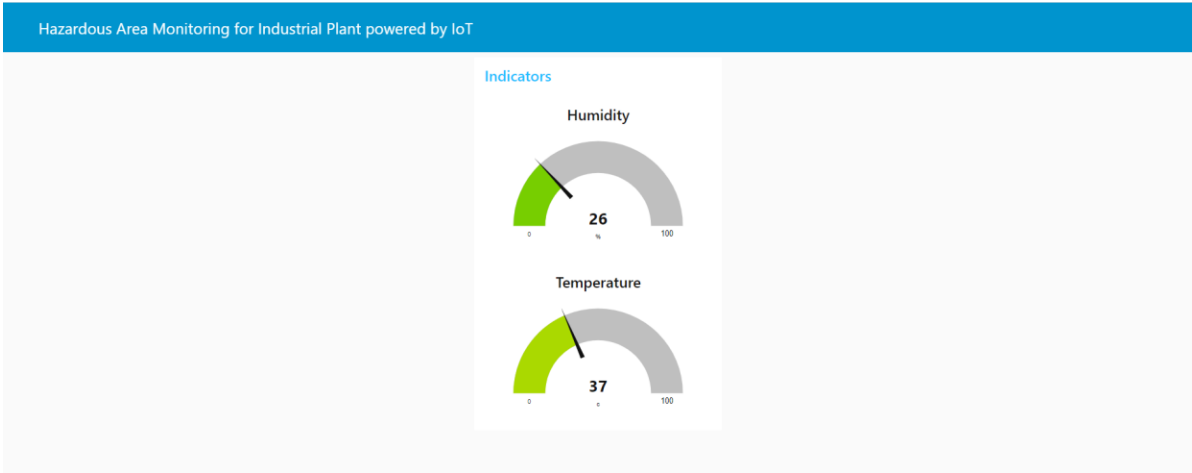 Hazardous Area Monitoring for Industrial Plant powered by IoT
Indicators
Humidity
26
%
0
100
Temperature
37
o
0
100